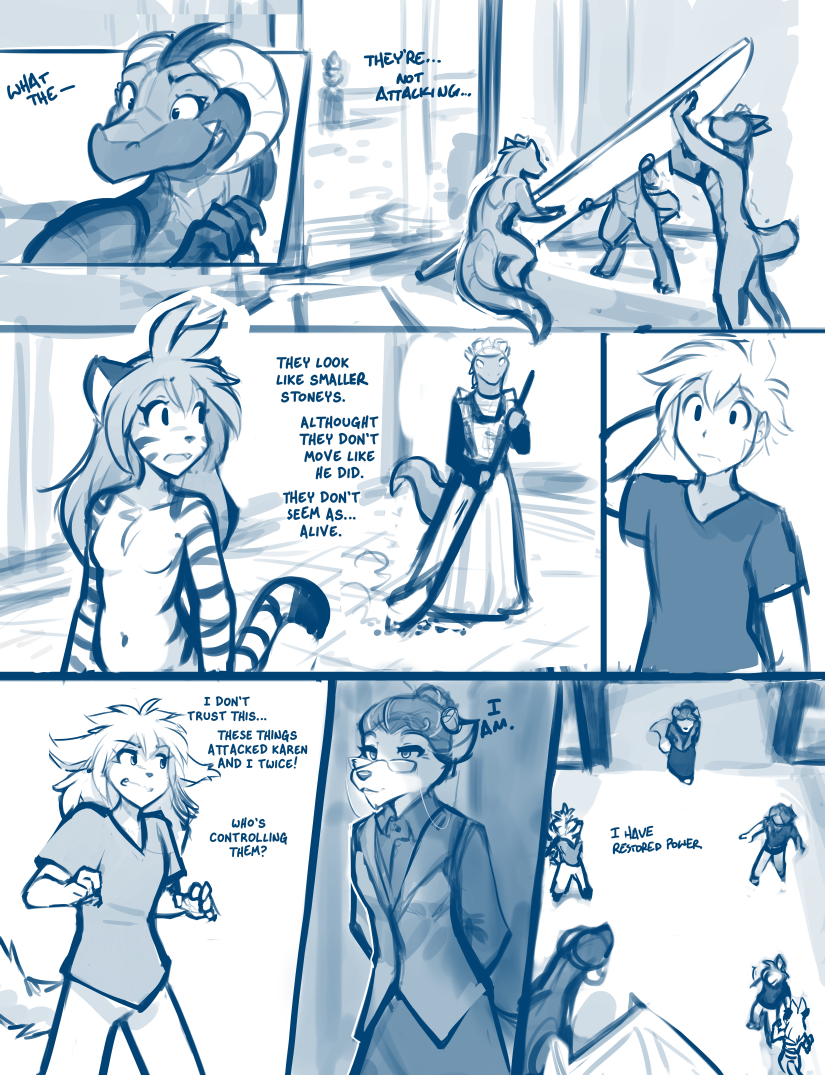 WHAT
THE—
THEY'RE...
NOT
ATTACKING...
THEY LOOK
LIKE SMALLER
STONEYS.
ALTHOUGHT
THEY DON'T
MOVE LIKE
HE DID.
THEY DON'T
SEEM AS...
ALIVE.
I DON'T
TRUST THIS...
THESE THINGS
ATTACKED KAREN
AND I TWICE!
WHO'S
CONTROLLING
THEM?
I
AM.
I HAVE
RESTORED POWER